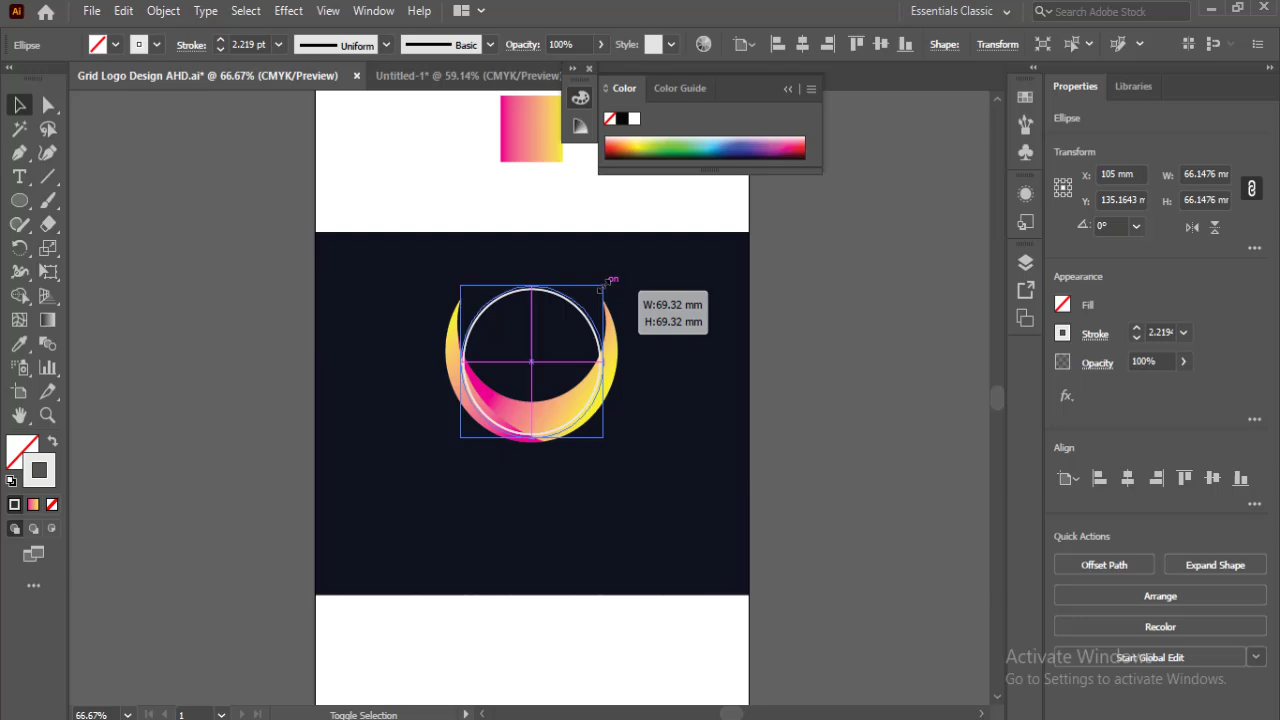 Ai File Edit Object Type Select Effect View Window Help Essentials Classic Search Adobe Stock
Ellipse Stroke: 2.219 pt Uniform Basic Opacity: 100% Style: Shape: Transform
Grid Logo Design AHD.ai* @ 66.67% (CMYK/Preview) × Untitled-1* @ 59.14% (CMYK/Preview)
Color Color Guide
Properties Libraries
Ellipse
Transform
X: 105 mm W: 66.1476 mm
Y: 135.1643 m H: 66.1476 mm
0°
Appearance
Fill
Stroke 2.2194
Opacity 100%
fx.
Align
Quick Actions
Offset Path Expand Shape
Arrange
Recolor
Start Global Edit
Activate Windows
Go to Settings to activate Windows.
W:69.32 mm
H:69.32 mm
66.67% 1 Toggle Selection